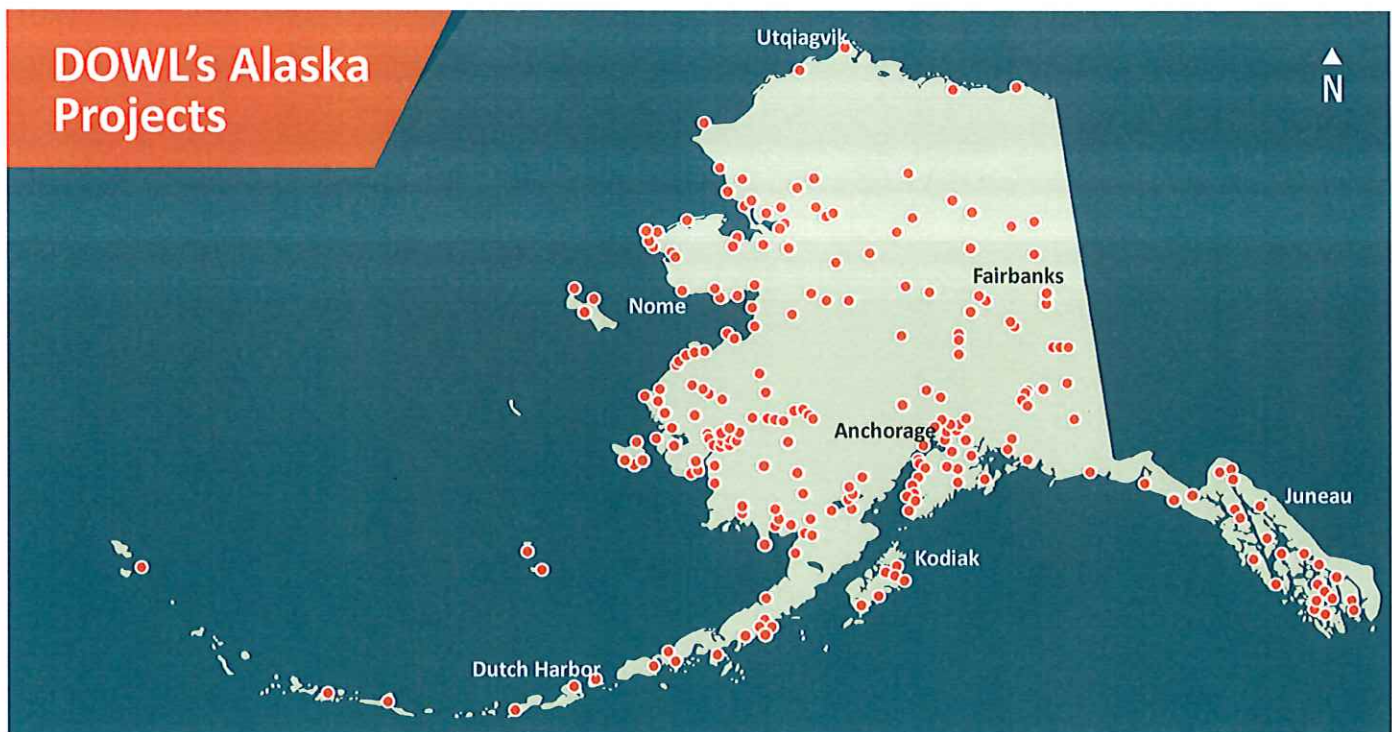 DOWL's Alaska
Projects
Utqiagvik
N
Fairbanks
Nome
Anchorage
Juneau
Kodiak
Dutch Harbor